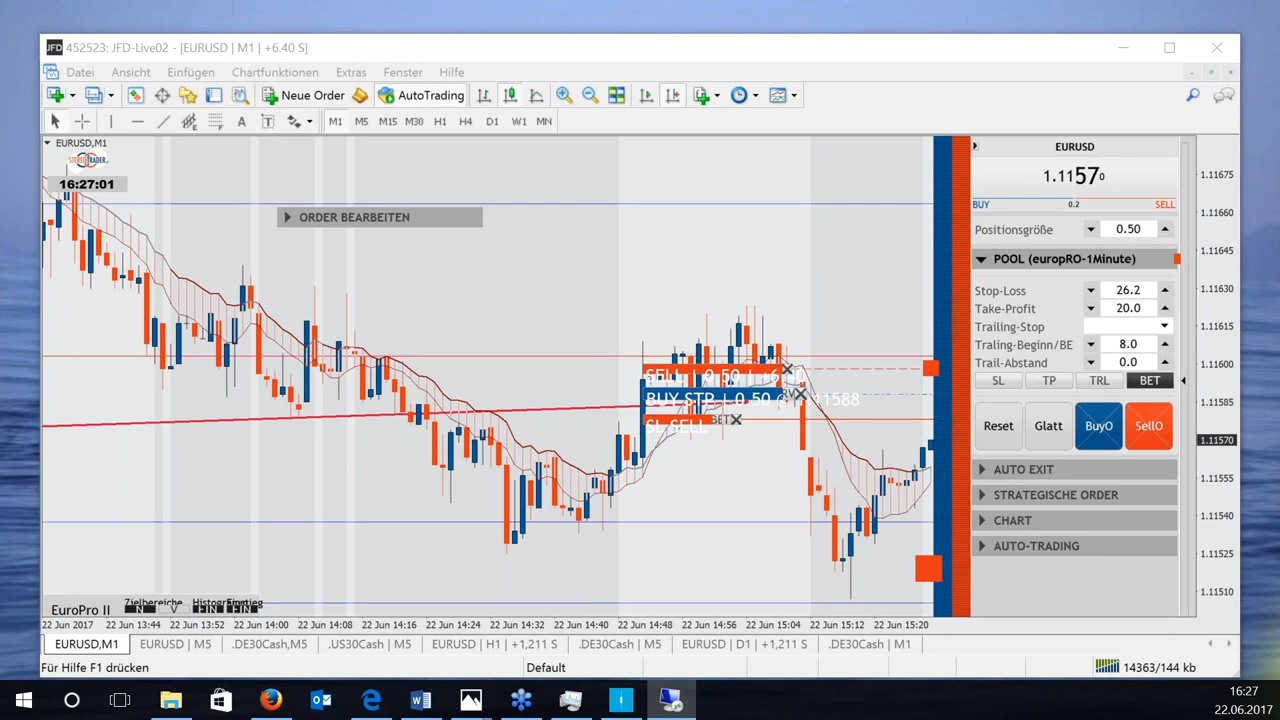 JFD 452523: JFD-Live02 - [EURUSD | M1 | +6.40 S]
Datei Ansicht Einfügen Chartfunktionen Extras Fenster Hilfe
Neue Order AutoTrading
A T M1 M5 M15 M30 H1 H4 D1 W1 MN
EURUSD,M1
STEREOTRADER
16:27:01
ORDER BEARBEITEN
SELL
BUY STP | 0.50
RV
11588
SL SELL
BET
EuroPro II
Zielbereiche
N V
EIN EIN
EURUSD
1.11570
BUY 0.2 SELL
Positionsgröße 0.50
POOL (europRO-1Minute)
Stop-Loss 26.2
Take-Profit 20.0
Trailing-Stop
Traling-Beginn/BE 8.0
Trail-Abstand 0.0
SL TP TRL BET
Reset Glatt BuyO SellO
AUTO EXIT
STRATEGISCHE ORDER
CHART
AUTO-TRADING
1.11675
1.11660
1.11645
1.11630
1.11615
1.11600
1.11585
1.11570
1.11555
1.11540
1.11525
1.11510
22 Jun 2017 22 Jun 13:44 22 Jun 13:52 22 Jun 14:00 22 Jun 14:08 22 Jun 14:16 22 Jun 14:24 22 Jun 14:32 22 Jun 14:40 22 Jun 14:48 22 Jun 14:56 22 Jun 15:04 22 Jun 15:12 22 Jun 15:20
EURUSD,M1 EURUSD | M5 .DE30Cash,M5 .US30Cash | M5 EURUSD | H1 | +1,211 S .DE30Cash | M5 EURUSD | D1 | +1,211 S .DE30Cash | M1
Für Hilfe F1 drücken Default 14363/144 kb
16:27
22.06.2017